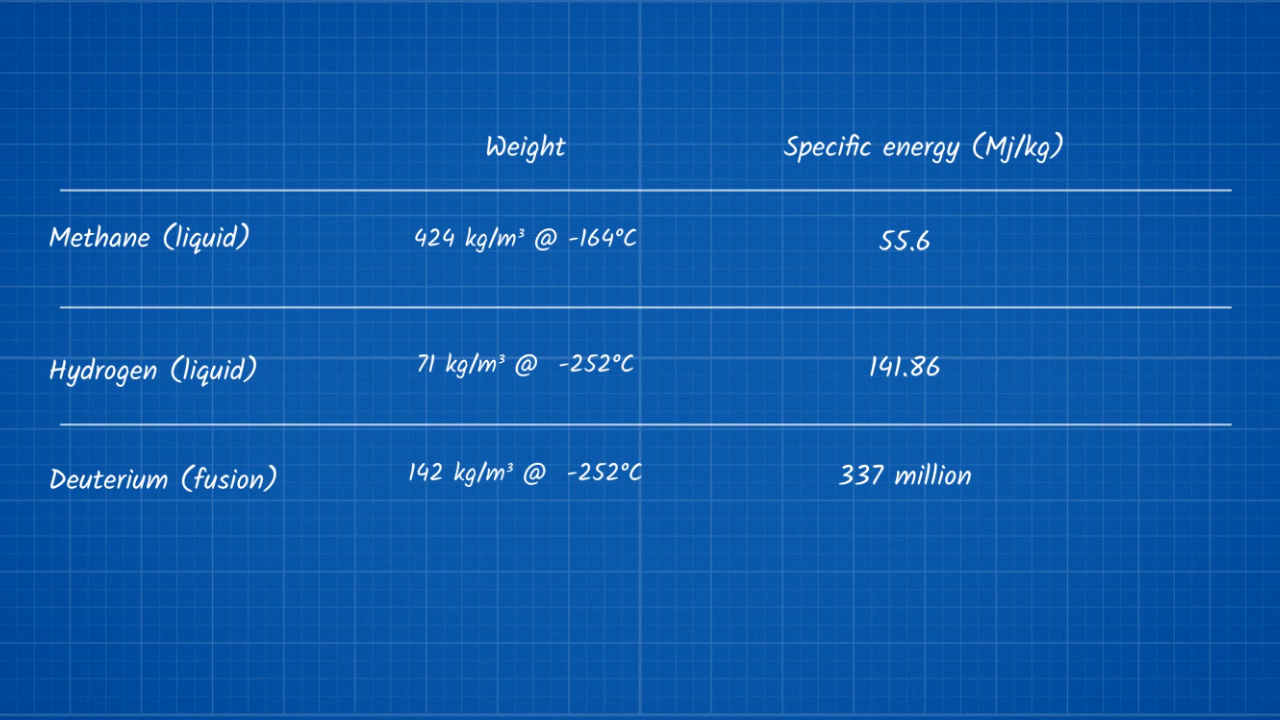 Weight Specific energy (Mj/kg)
Methane (liquid) 424 kg/m³ @ -164°C 55.6
Hydrogen (liquid) 71 kg/m³ @ -252°C 141.86
Deuterium (fusion) 142 kg/m³ @ -252°C 337 million